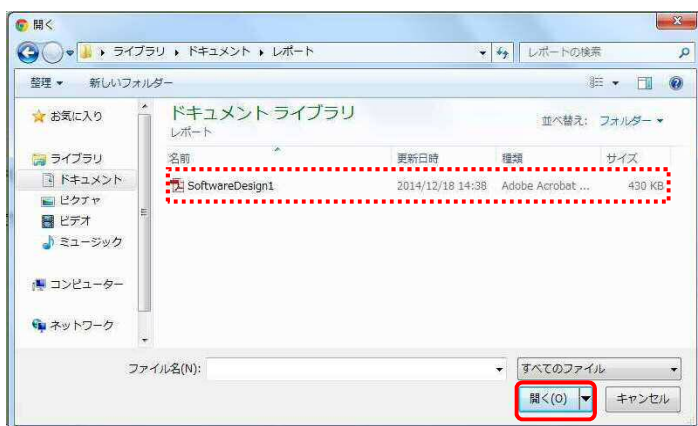 開く
ライブラリ ▸ ドキュメント ▸ レポート
レポートの検索
整理 ▼ 新しいフォルダー
お気に入り
ライブラリ
ドキュメント
ピクチャ
ビデオ
ミュージック
コンピューター
ネットワーク
ドキュメント ライブラリ
レポート
並べ替え: フォルダー ▼
名前 更新日時 種類 サイズ
SoftwareDesign1 2014/12/18 14:38 Adobe Acrobat ... 430 KB
ファイル名(N):
すべてのファイル
開く(O) キャンセル